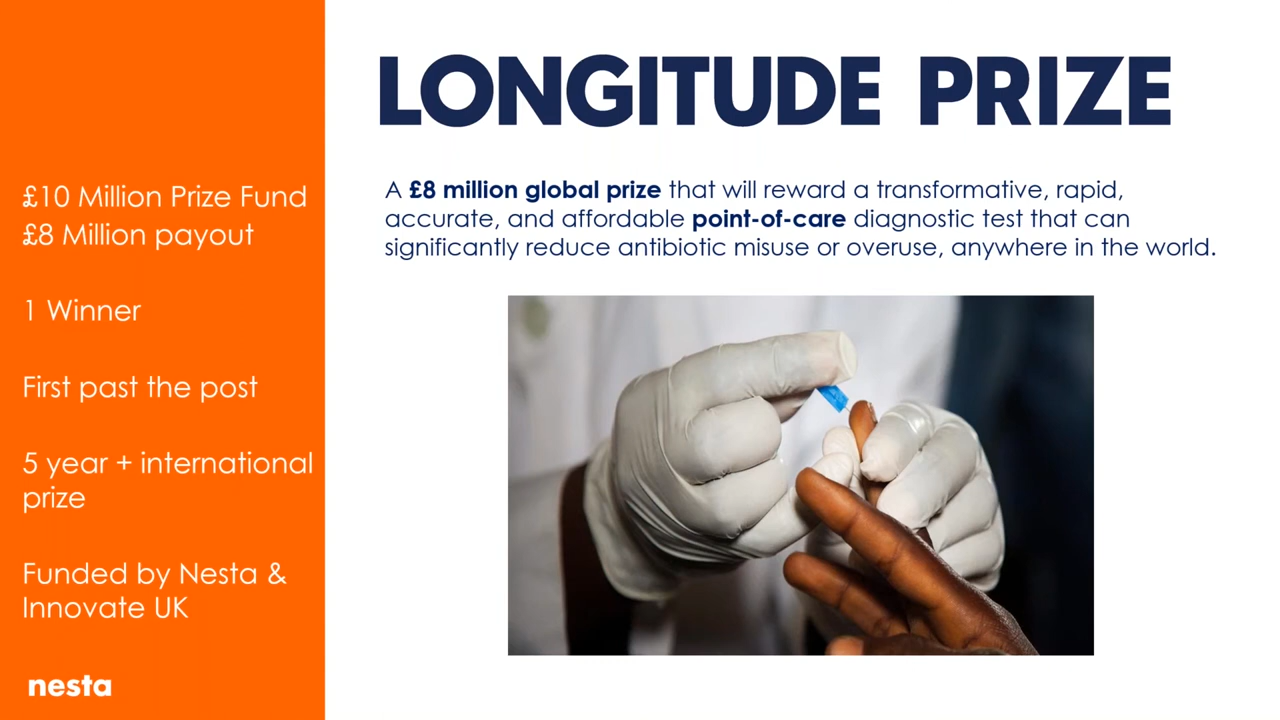 LONGITUDE PRIZE
£10 Million Prize Fund
£8 Million payout
1 Winner
First past the post
5 year + international
prize
Funded by Nesta &
Innovate UK
nesta
A £8 million global prize that will reward a transformative, rapid,
accurate, and affordable point-of-care diagnostic test that can
significantly reduce antibiotic misuse or overuse, anywhere in the world.